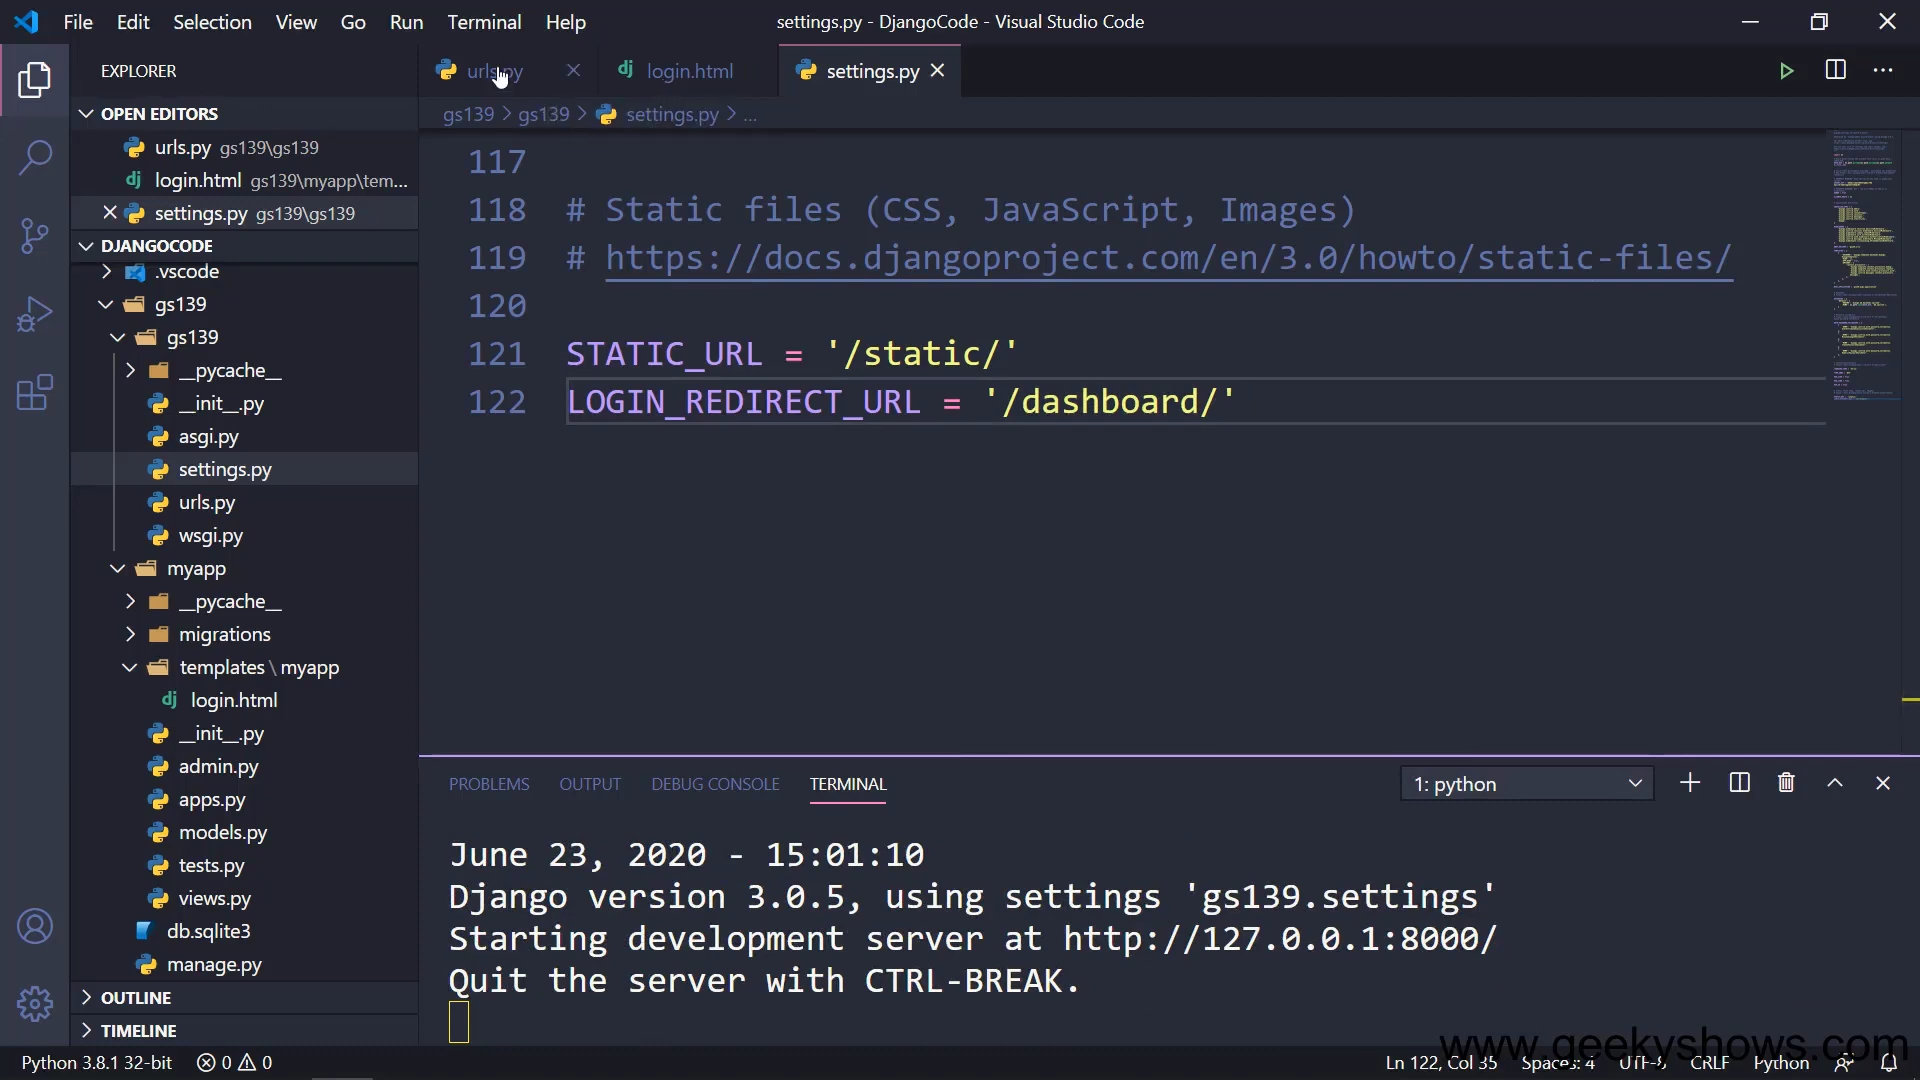 File Edit Selection View Go Run Terminal Help
settings.py - DjangoCode - Visual Studio Code
EXPLORER
OPEN EDITORS
urls.py gs139\gs139
login.html gs139\myapp\tem...
settings.py gs139\gs139
DJANGOCODE
.vscode
gs139
gs139
__pycache__
__init__.py
asgi.py
settings.py
urls.py
wsgi.py
myapp
__pycache__
migrations
templates \ myapp
login.html
__init__.py
admin.py
apps.py
models.py
tests.py
views.py
db.sqlite3
manage.py
OUTLINE
TIMELINE
urls.py
login.html
settings.py
gs139 > gs139 > settings.py > ...
117
118 # Static files (CSS, JavaScript, Images)
119 # https://docs.djangoproject.com/en/3.0/howto/static-files/
120
121 STATIC_URL = '/static/'
122 LOGIN_REDIRECT_URL = '/dashboard/'
PROBLEMS OUTPUT DEBUG CONSOLE TERMINAL
1: python
June 23, 2020 - 15:01:10
Django version 3.0.5, using settings 'gs139.settings'
Starting development server at http://127.0.0.1:8000/
Quit the server with CTRL-BREAK.
www.geekyshows.com
Python 3.8.1 32-bit 0 0
Ln 122, Col 35 Spaces: 4 UTF-8 CRLF Python